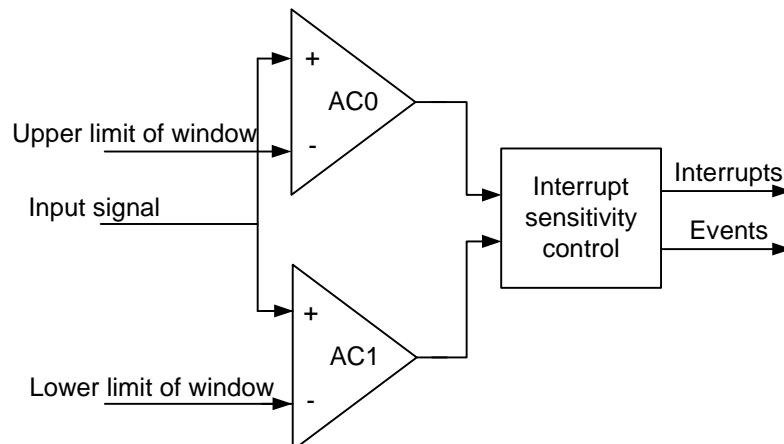 +
AC0
-
Upper limit of window
Input signal
Interrupt
sensitivity
control
Interrupts
Events
+
AC1
-
Lower limit of window